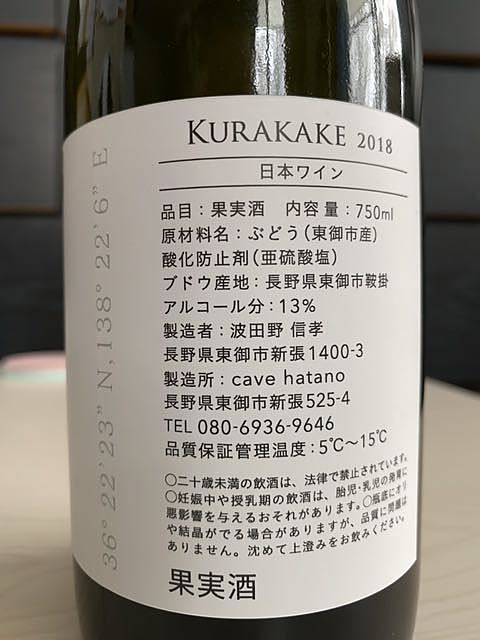 KURAKAKE 2018
日本ワイン
品目：果実酒　内容量：750ml
原材料名：ぶどう（東御市産）
酸化防止剤（亜硫酸塩）
ブドウ産地：長野県東御市鞍掛
アルコール分：13%
製造者：波田野 信孝
長野県東御市新張1400-3
製造所：cave hatano
長野県東御市新張525-4
TEL 080-6936-9646
品質保証管理温度：5℃～15℃
○二十歳未満の飲酒は、法律で禁止されています。
○妊娠中や授乳期の飲酒は、胎児・乳児の発育に
悪影響を与えるおそれがあります。○瓶底にオリ
や結晶がでる場合がありますが、品質に問題は
ありません。沈めて上澄みをお飲みください。
果実酒
36° 22' 23" N, 138° 22' 6" E